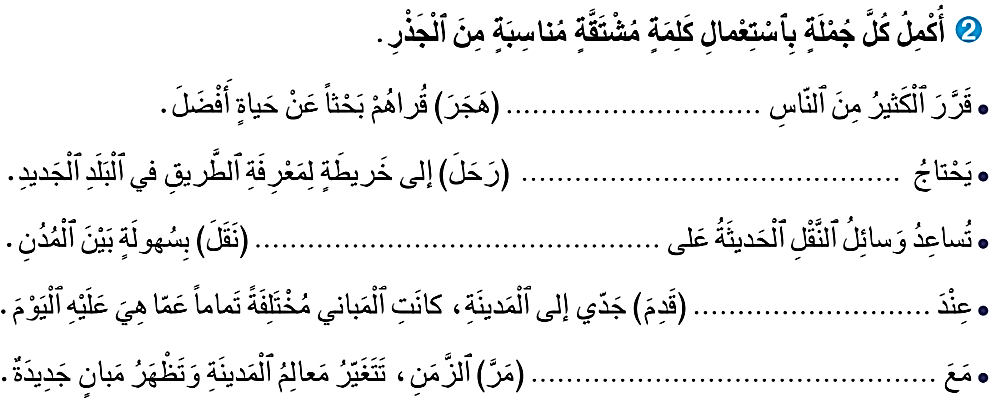 2 أُكْمِلُ كُلَّ جُمْلَةٍ بِٱسْتِعْمالِ كَلِمَةٍ مُشْتَقَّةٍ مُناسِبَةٍ مِنَ ٱلْجَذْرِ.
• قَرَّرَ ٱلْكَثيرُ مِنَ ٱلنّاسِ ............................ (هَجَرَ) قُراهُمْ بَحْثاً عَنْ حَياةٍ أَفْضَلَ.
• يَحْتاجُ .......................................... (رَحَلَ) إلى خَريطَةٍ لِمَعْرِفَةِ ٱلطَّريقِ في ٱلْبَلَدِ ٱلْجَديدِ.
• تُساعِدُ وَسائِلُ ٱلنَّقْلِ ٱلْحَديثَةُ عَلى ............................................. (نَقَلَ) بِسُهولَةٍ بَيْنَ ٱلْمُدُنِ.
• عِنْدَ ........................... (قَدِمَ) جَدّي إلى ٱلْمَدينَةِ، كانَتِ ٱلْمَباني مُخْتَلِفَةً تَماماً عَمّا هِيَ عَلَيْهِ ٱلْيَوْمَ.
• مَعَ ............................................. (مَرَّ) ٱلزَّمَنِ، تَتَغَيَّرُ مَعالِمُ ٱلْمَدينَةِ وَتَظْهَرُ مَبانٍ جَديدَةٌ.